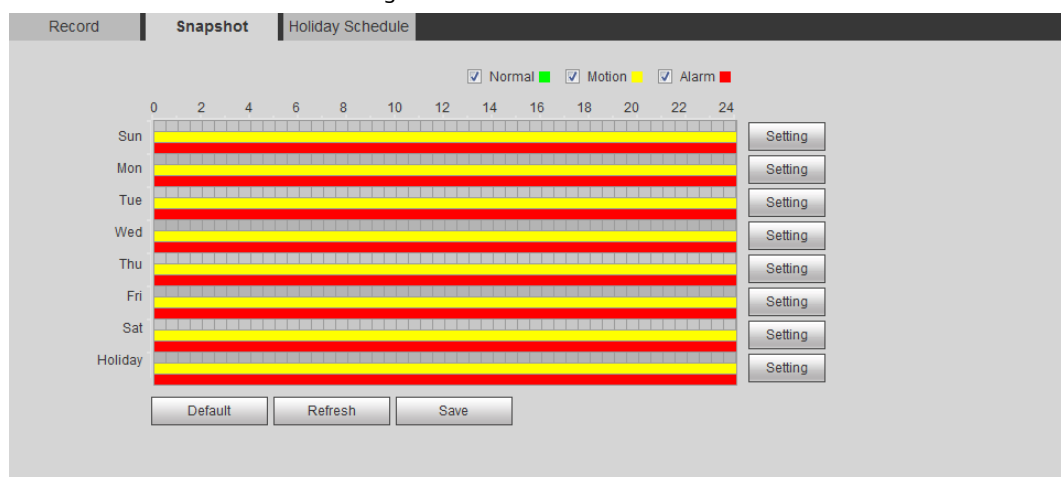 Record Snapshot Holiday Schedule
Normal Motion Alarm
0 2 4 6 8 10 12 14 16 18 20 22 24
Sun Setting
Mon Setting
Tue Setting
Wed Setting
Thu Setting
Fri Setting
Sat Setting
Holiday Setting
Default Refresh Save